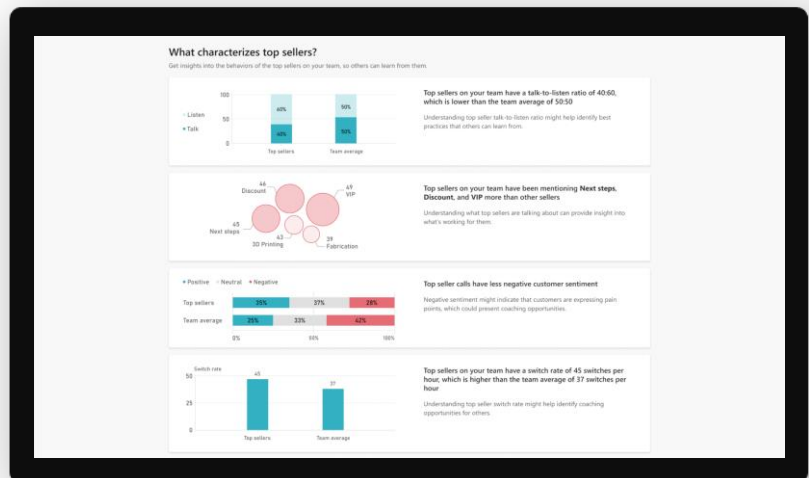 What characterizes top sellers?
Get insights into the behaviors of the top sellers on your team, so others can learn from them.
100
50
0
Listen
Talk
60%
40%
50%
50%
Top sellers
Team average
Top sellers on your team have a talk-to-listen ratio of 40:60,
which is lower than the team average of 50:50
Understanding top seller talk-to-listen ratio might help identify best
practices that others can learn from.
46
Discount
49
VIP
45
Next steps
43
3D Printing
39
Fabrication
Top sellers on your team have been mentioning Next steps,
Discount, and VIP more than other sellers
Understanding what top sellers are talking about can provide insight into
what's working for them.
Positive Neutral Negative
Top sellers 35% 37% 28%
Team average 25% 33% 42%
0% 50% 100%
Top seller calls have less negative customer sentiment
Negative sentiment might indicate that customers are expressing pain
points, which could present coaching opportunities.
Switch rate
50
25
0
45
37
Top sellers
Team average
Top sellers on your team have a switch rate of 45 switches per
hour, which is higher than the team average of 37 switches per
hour
Understanding top seller switch rate might help identify coaching
opportunities for others.